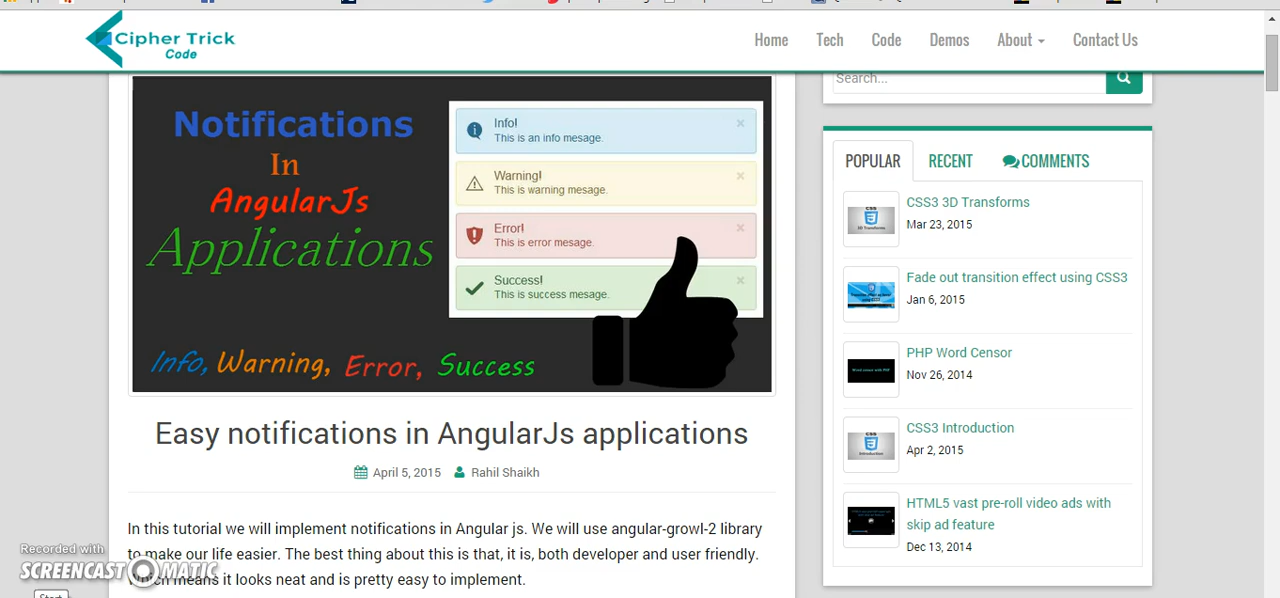 Cipher Trick
Code
Home Tech Code Demos About Contact Us
Search...
Notifications
In
AngularJs
Applications
Info!
This is an info mesage.
Warning!
This is warning mesage.
Error!
This is error mesage.
Success!
This is success mesage.
Info, Warning, Error, Success
Easy notifications in AngularJs applications
April 5, 2015 Rahil Shaikh
In this tutorial we will implement notifications in Angular js. We will use angular-growl-2 library
to make our life easier. The best thing about this is that, it is, both developer and user friendly.
Which means it looks neat and is pretty easy to implement.
POPULAR RECENT COMMENTS
CSS3 3D Transforms
Mar 23, 2015
Fade out transition effect using CSS3
Jan 6, 2015
PHP Word Censor
Nov 26, 2014
CSS3 Introduction
Apr 2, 2015
HTML5 vast pre-roll video ads with
skip ad feature
Dec 13, 2014
Recorded with
SCREENCAST-O-MATIC